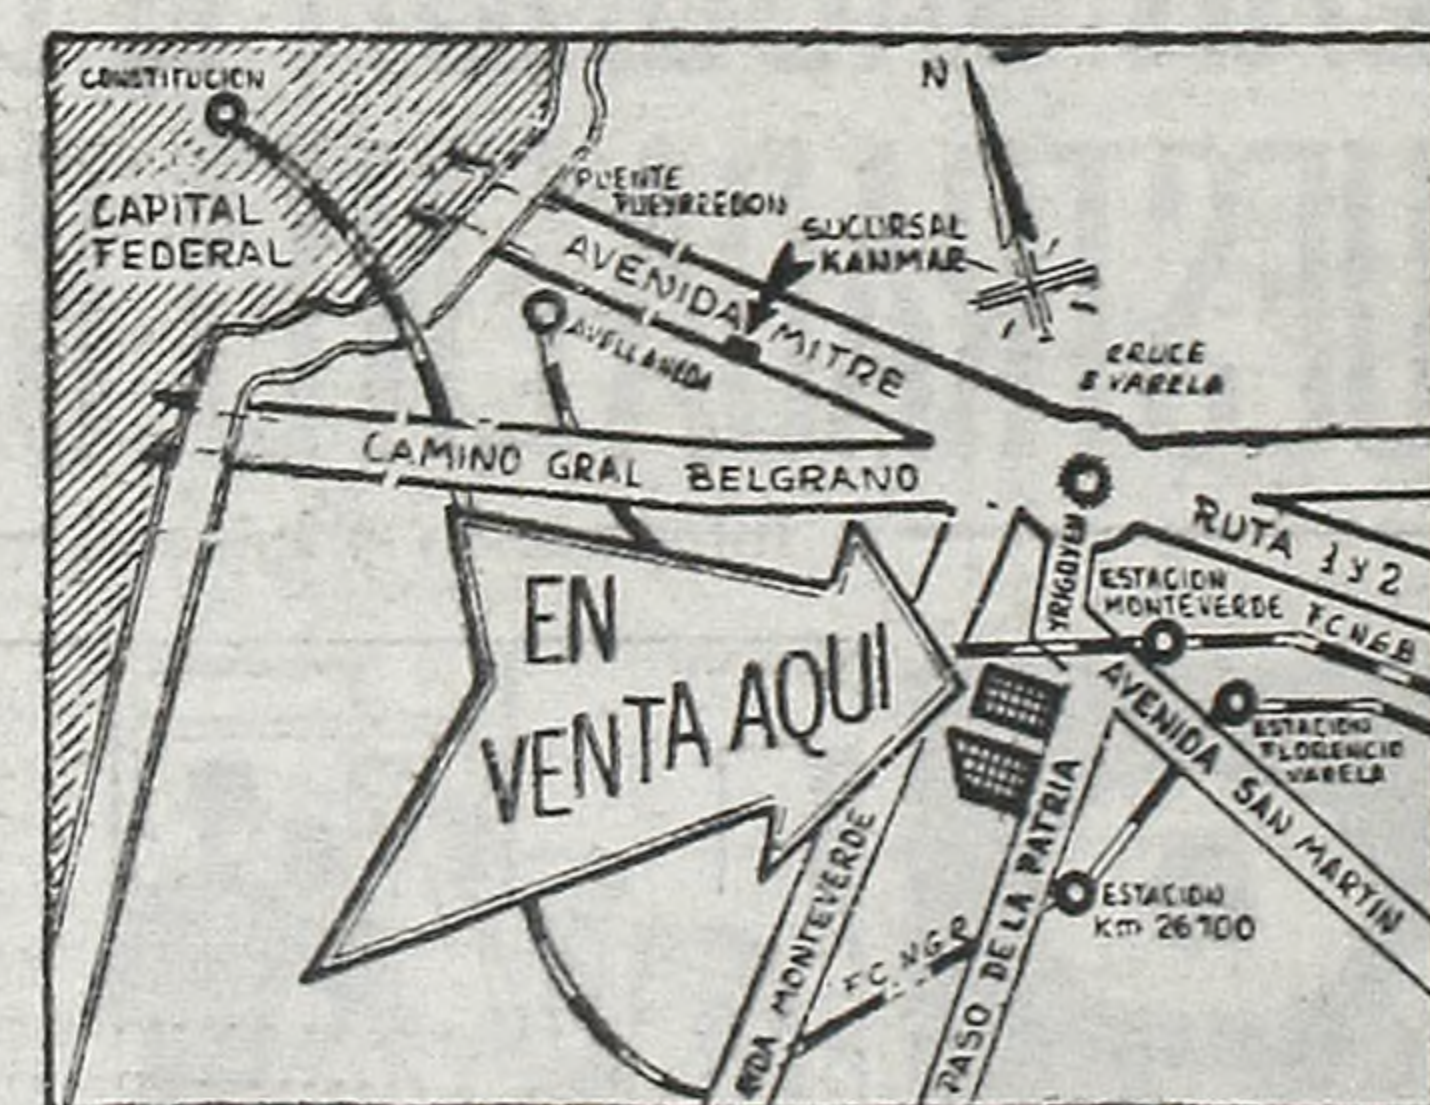 CONSTITUCION
N
CAPITAL
FEDERAL
PUENTE
PUEYRREDON
SUCURSAL
KANMAR
AVENIDA MITRE
AVELLANEDA
CRUCE
VARELA
CAMINO GRAL BELGRANO
RUTA 1 y 2
YRIGOYEN
ESTACION
MONTEVERDE
F C N G B
EN
VENTA AQUI
AVENIDA SAN MARTIN
ESTACION
FLORENCIO
VARELA
AVDA MONTEVERDE
PASO DE LA PATRIA
ESTACION
Km 26700
F C N G R